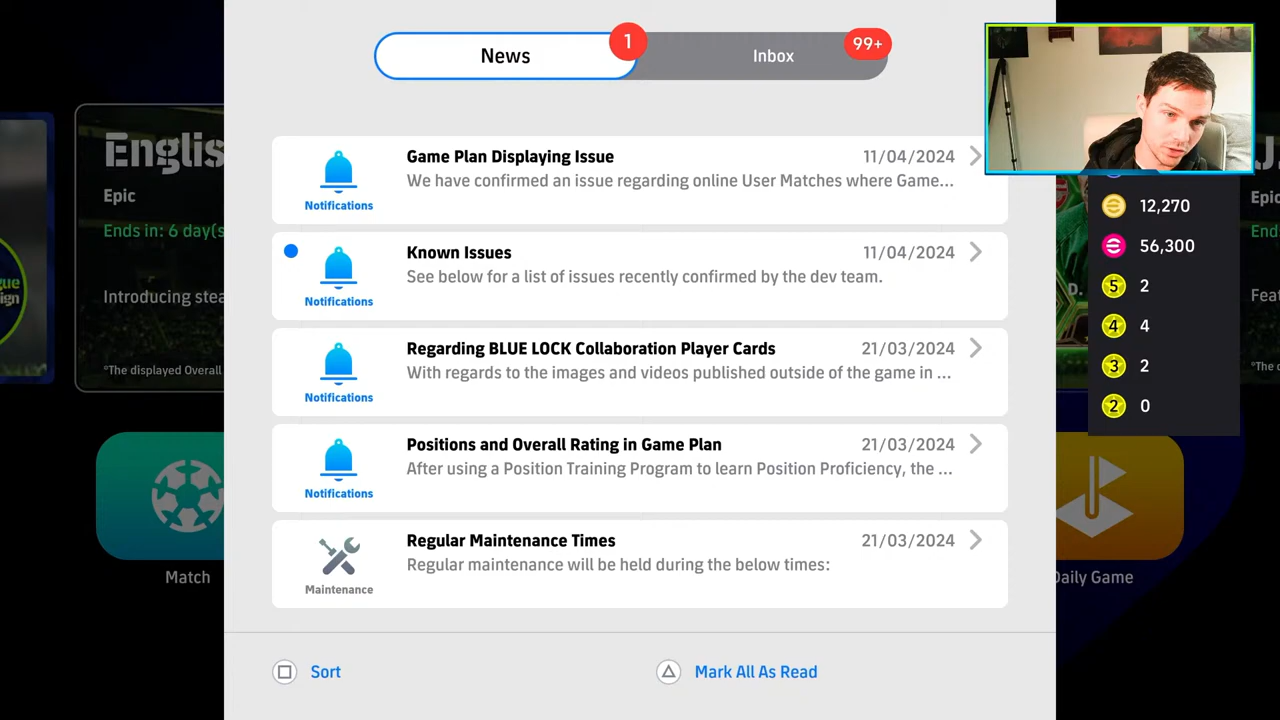 News
1
Inbox
99+
Englis
Epic
Ends in: 6 day(s
Introducing stea
*The displayed Overall
gue
ign
Game Plan Displaying Issue
11/04/2024
We have confirmed an issue regarding online User Matches where Game...
Notifications
Known Issues
11/04/2024
See below for a list of issues recently confirmed by the dev team.
Notifications
Regarding BLUE LOCK Collaboration Player Cards
21/03/2024
With regards to the images and videos published outside of the game in ...
Notifications
Positions and Overall Rating in Game Plan
21/03/2024
After using a Position Training Program to learn Position Proficiency, the ...
Notifications
Regular Maintenance Times
21/03/2024
Regular maintenance will be held during the below times:
Maintenance
12,270
56,300
5 2
4 4
3 2
2 0
D.
Epic
Ends
Feat
*The d
Match
Daily Game
Sort
Mark All As Read